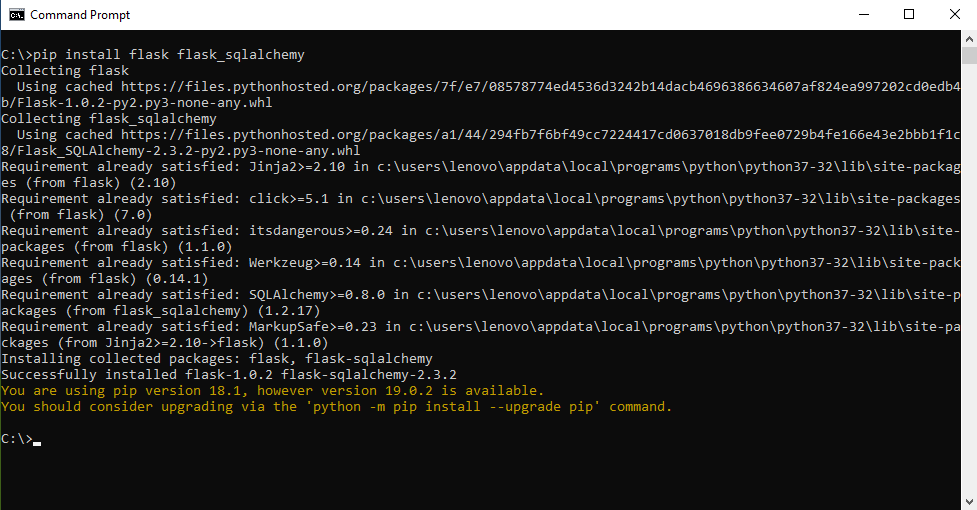 Command Prompt
C:\>pip install flask flask_sqlalchemy
Collecting flask
  Using cached https://files.pythonhosted.org/packages/7f/e7/08578774ed4536d3242b14dacb4696386634607af824ea997202cd0edb4
b/Flask-1.0.2-py2.py3-none-any.whl
Collecting flask_sqlalchemy
  Using cached https://files.pythonhosted.org/packages/a1/44/294fb7f6bf49cc7224417cd0637018db9fee0729b4fe166e43e2bbb1f1c
8/Flask_SQLAlchemy-2.3.2-py2.py3-none-any.whl
Requirement already satisfied: Jinja2>=2.10 in c:\users\lenovo\appdata\local\programs\python\python37-32\lib\site-packag
es (from flask) (2.10)
Requirement already satisfied: click>=5.1 in c:\users\lenovo\appdata\local\programs\python\python37-32\lib\site-packages
 (from flask) (7.0)
Requirement already satisfied: itsdangerous>=0.24 in c:\users\lenovo\appdata\local\programs\python\python37-32\lib\site-
packages (from flask) (1.1.0)
Requirement already satisfied: Werkzeug>=0.14 in c:\users\lenovo\appdata\local\programs\python\python37-32\lib\site-pack
ages (from flask) (0.14.1)
Requirement already satisfied: SQLAlchemy>=0.8.0 in c:\users\lenovo\appdata\local\programs\python\python37-32\lib\site-p
ackages (from flask_sqlalchemy) (1.2.17)
Requirement already satisfied: MarkupSafe>=0.23 in c:\users\lenovo\appdata\local\programs\python\python37-32\lib\site-pa
ckages (from Jinja2>=2.10->flask) (1.1.0)
Installing collected packages: flask, flask-sqlalchemy
Successfully installed flask-1.0.2 flask-sqlalchemy-2.3.2
You are using pip version 18.1, however version 19.0.2 is available.
You should consider upgrading via the 'python -m pip install --upgrade pip' command.
C:\>